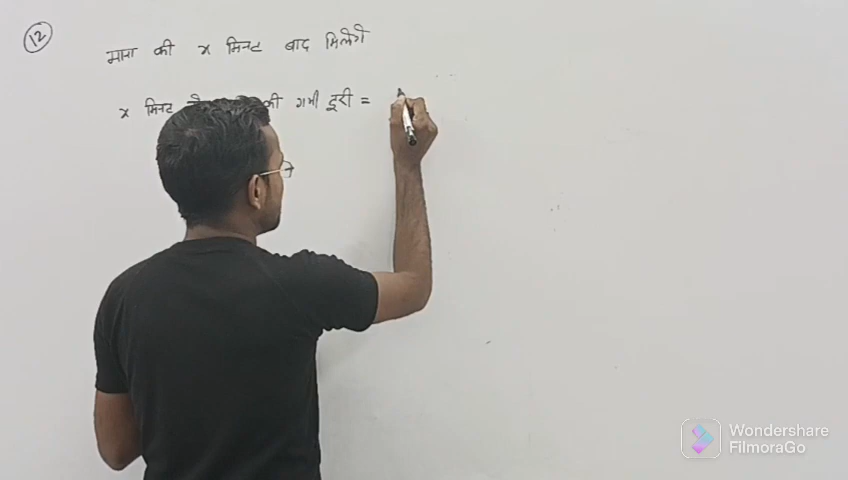 12
माना की x मिनट बाद मिलेगें
x मिनट की गयी दूरी =
Wondershare
FilmoraGo